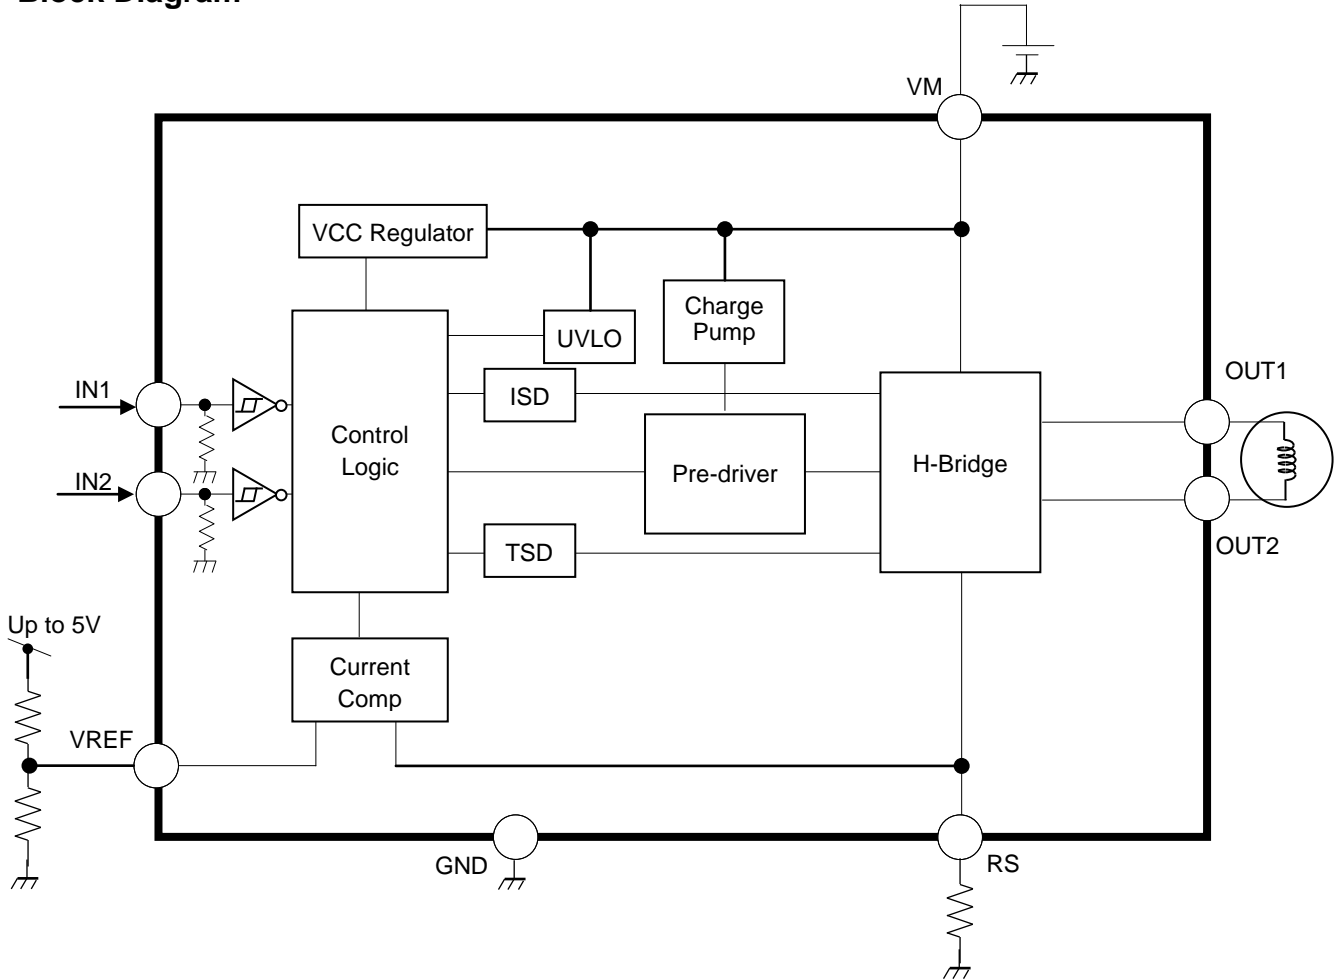 Block Diagram
VM
VCC Regulator
Charge
Pump
UVLO
IN1
ISD
OUT1
Control
Logic
Pre-driver
H-Bridge
IN2
TSD
OUT2
Up to 5V
Current
Comp
VREF
GND
RS